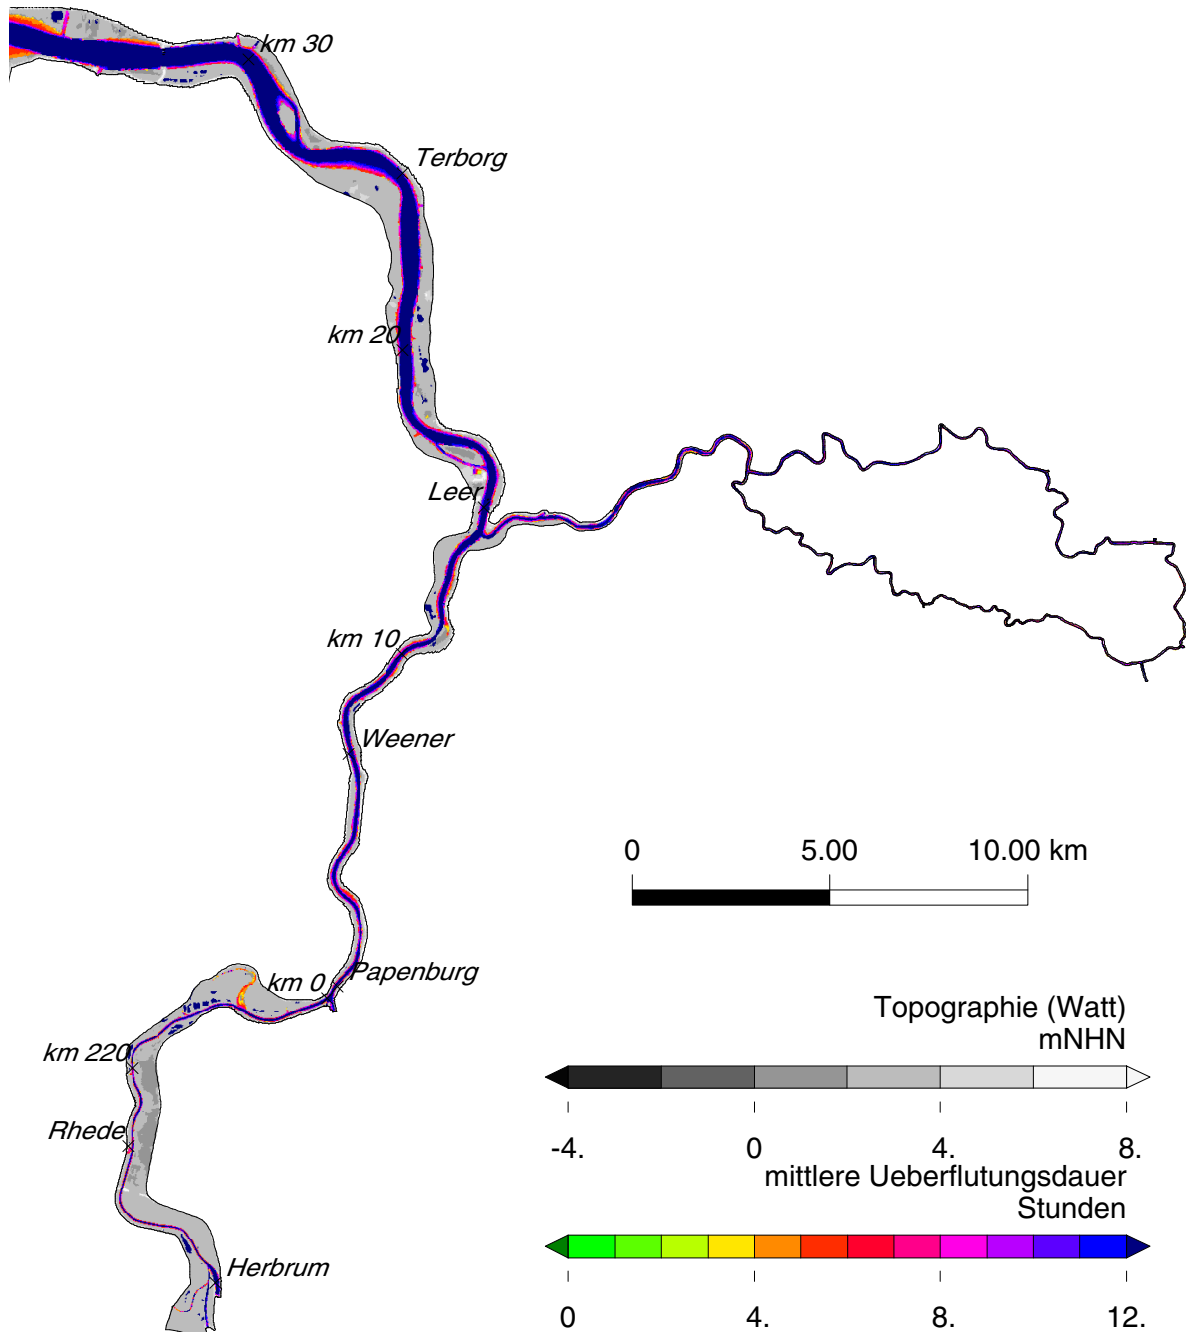 km 30
Terborg
km 20
Leer
km 10
Weener
0 5.00 10.00 km
Papenburg
km 0
Topographie (Watt)
mNHN
km 220
Rhede
-4. 0 4. 8.
mittlere Ueberflutungsdauer
Stunden
Herbrum
0 4. 8. 12.